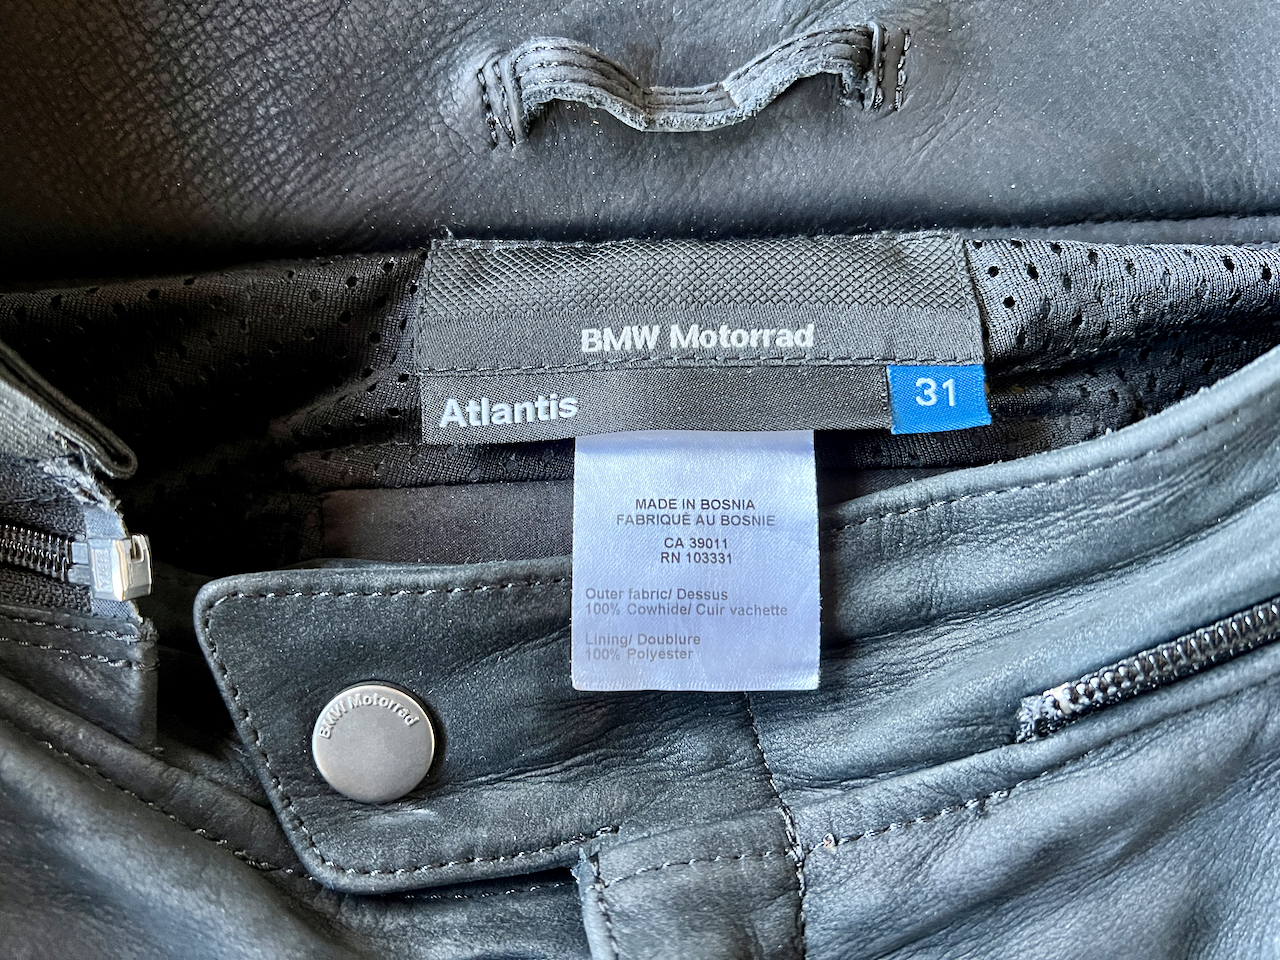 BMW Motorrad
Atlantis
31
MADE IN BOSNIA
FABRIQUÉ AU BOSNIE
CA 39011
RN 103331
Outer fabric/ Dessus
100% Cowhide/ Cuir vachette
Lining/ Doublure
100% Polyester
BMW Motorrad